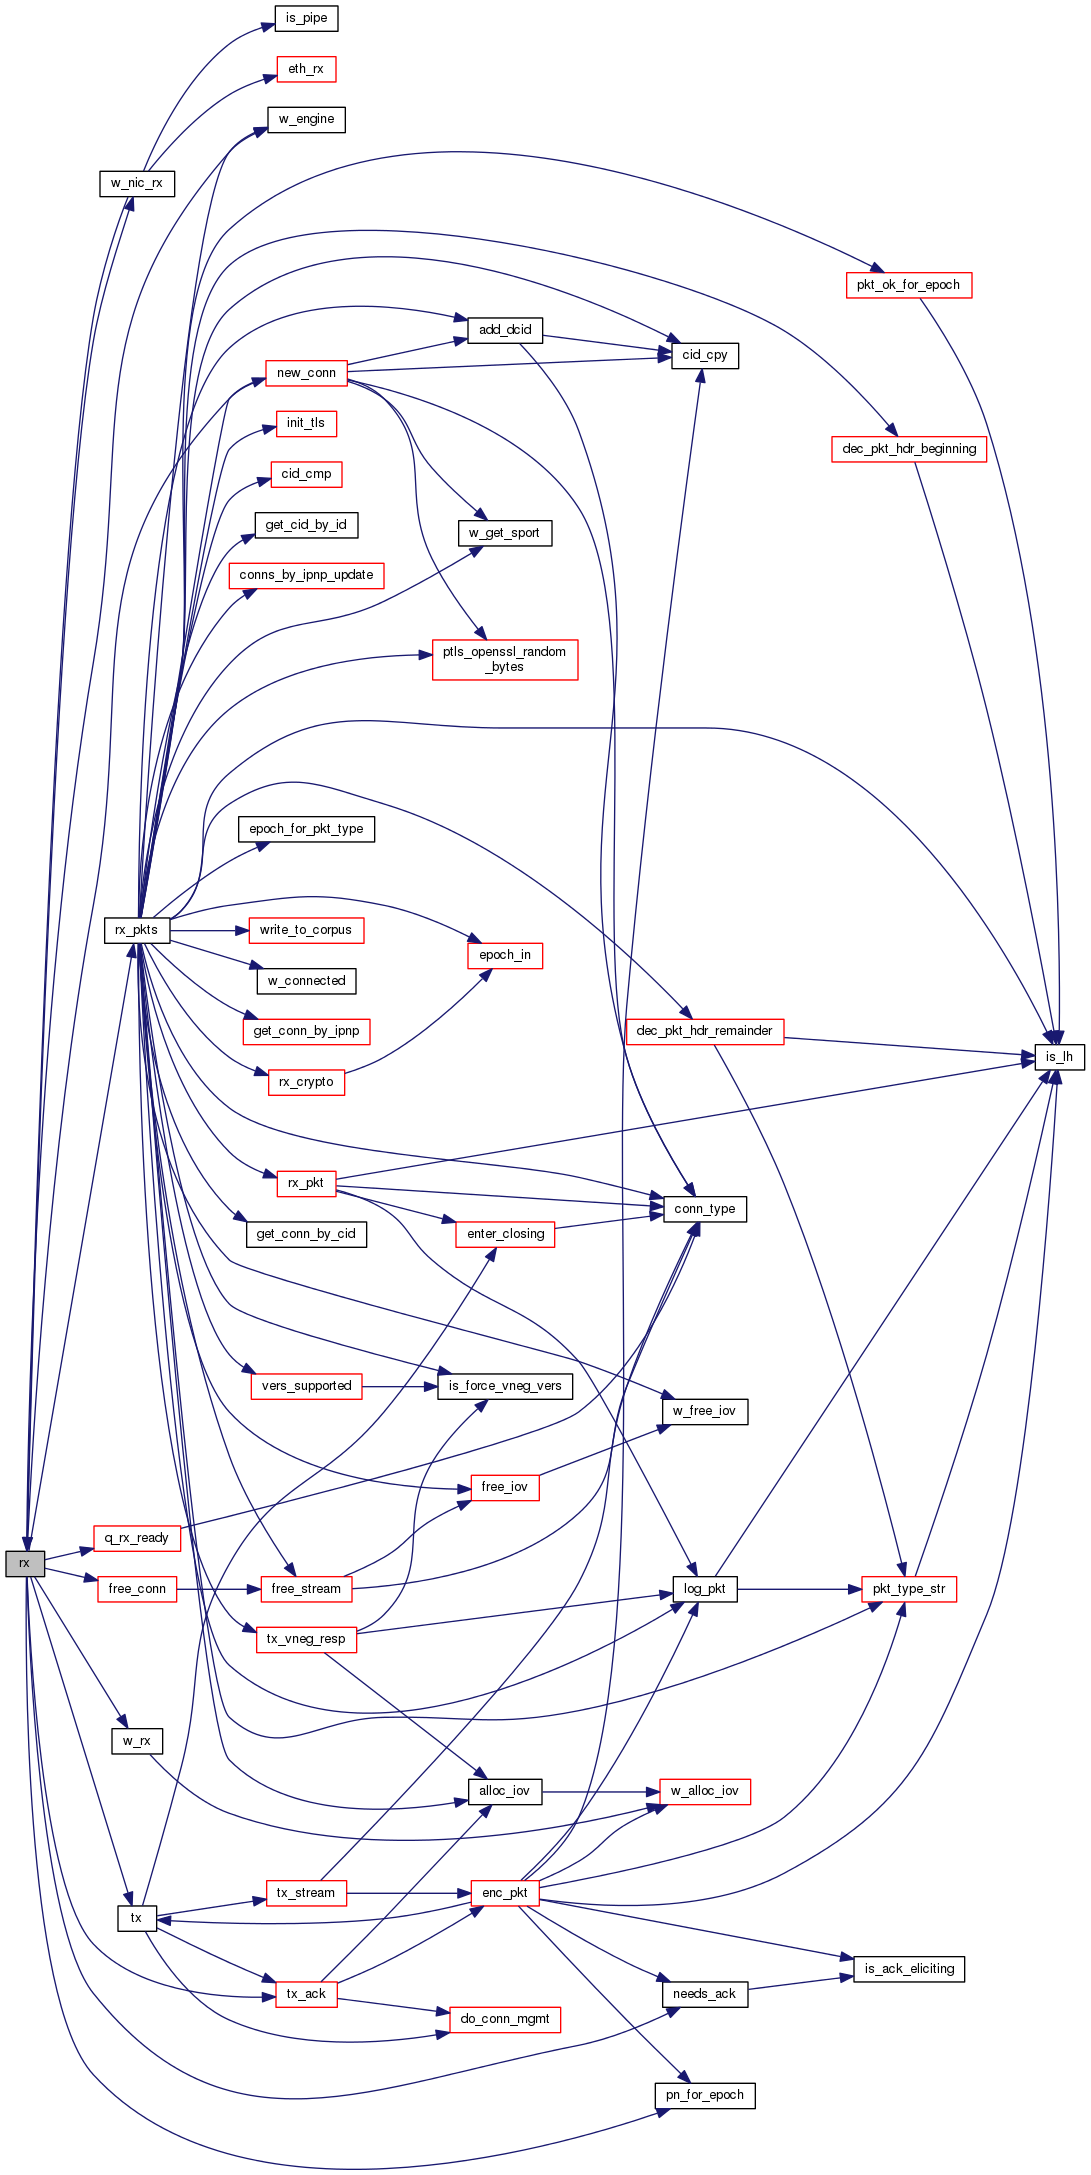 is_pipe
eth_rx
w_engine
w_nic_rx
pkt_ok_for_epoch
add_dcid
cid_cpy
new_conn
init_tls
dec_pkt_hdr_beginning
cid_cmp
get_cid_by_id
w_get_sport
conns_by_ipnp_update
ptls_openssl_random
_bytes
epoch_for_pkt_type
rx_pkts
write_to_corpus
epoch_in
w_connected
get_conn_by_ipnp
dec_pkt_hdr_remainder
is_lh
rx_crypto
rx_pkt
conn_type
get_conn_by_cid
enter_closing
vers_supported
is_force_vneg_vers
w_free_iov
free_iov
q_rx_ready
rx
free_conn
free_stream
log_pkt
pkt_type_str
tx_vneg_resp
w_rx
alloc_iov
w_alloc_iov
tx_stream
enc_pkt
tx
is_ack_eliciting
tx_ack
needs_ack
do_conn_mgmt
pn_for_epoch